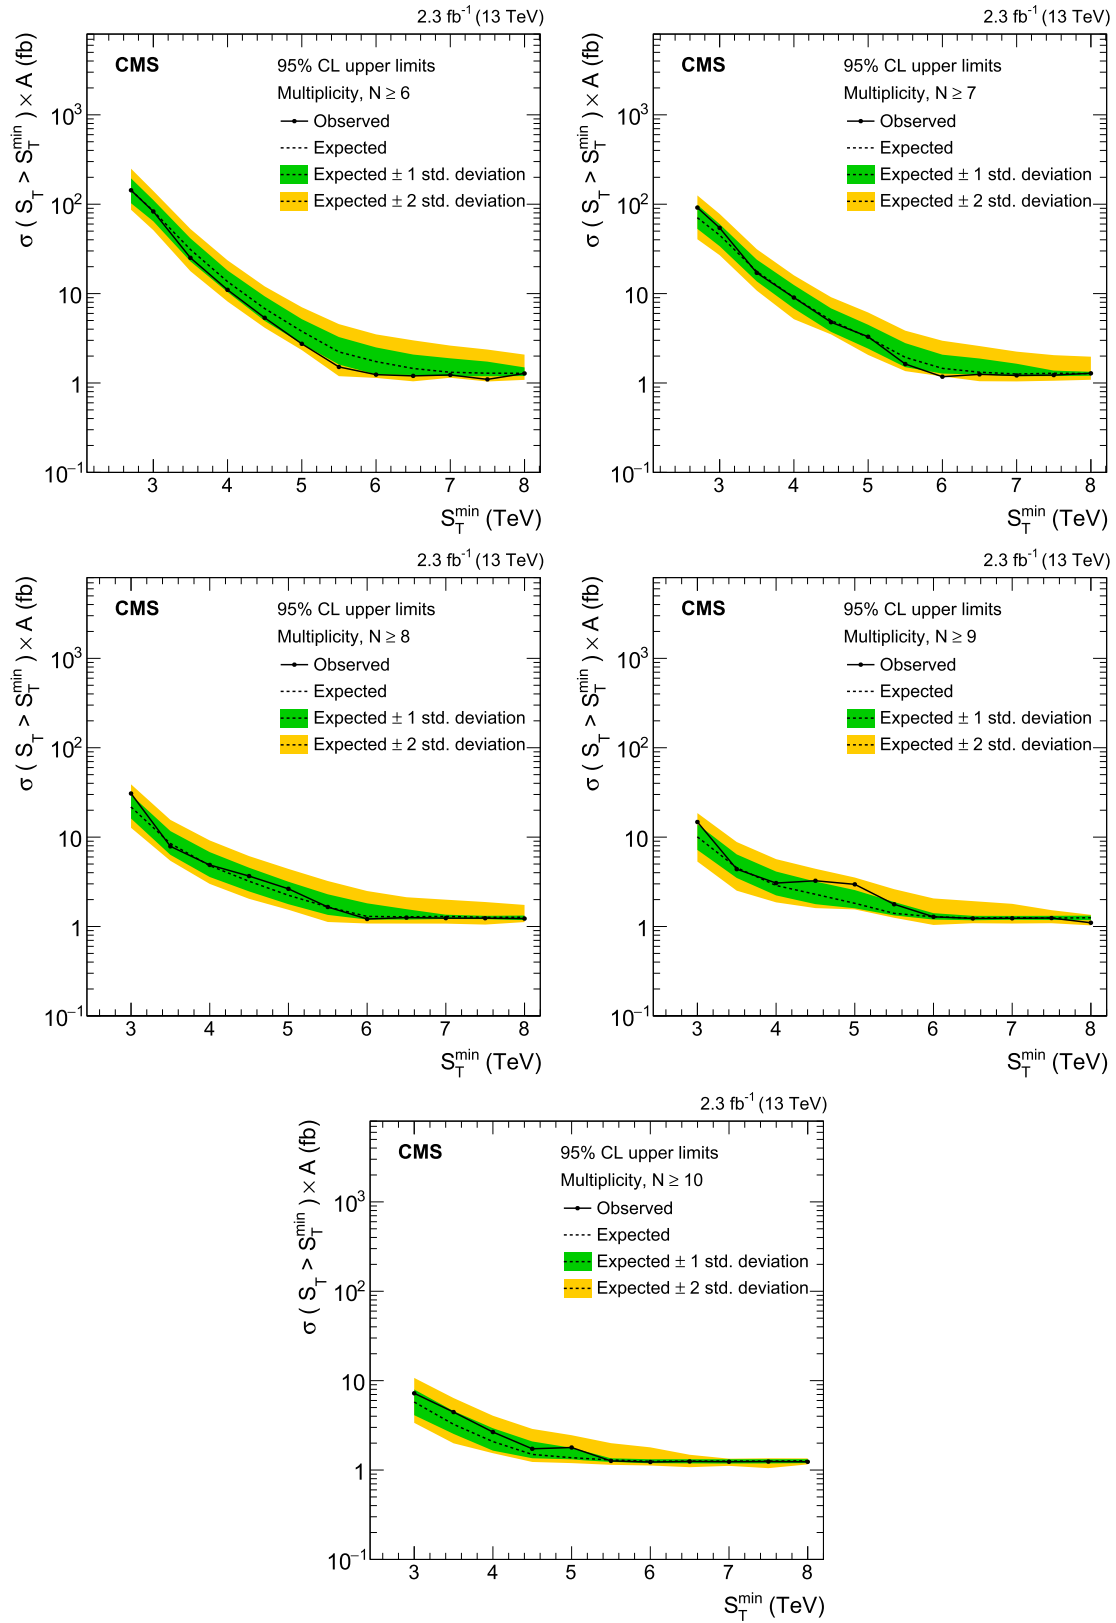 2.3 fb⁻¹ (13 TeV)
σ ( S_T > S_T^min ) × A (fb)
CMS
95% CL upper limits
Multiplicity, N ≥ 6
Observed
Expected
Expected ± 1 std. deviation
Expected ± 2 std. deviation
10³
10²
10
1
10⁻¹
3 4 5 6 7 8
S_T^min (TeV)
2.3 fb⁻¹ (13 TeV)
σ ( S_T > S_T^min ) × A (fb)
CMS
95% CL upper limits
Multiplicity, N ≥ 7
Observed
Expected
Expected ± 1 std. deviation
Expected ± 2 std. deviation
10³
10²
10
1
10⁻¹
3 4 5 6 7 8
S_T^min (TeV)
2.3 fb⁻¹ (13 TeV)
σ ( S_T > S_T^min ) × A (fb)
CMS
95% CL upper limits
Multiplicity, N ≥ 8
Observed
Expected
Expected ± 1 std. deviation
Expected ± 2 std. deviation
10³
10²
10
1
10⁻¹
3 4 5 6 7 8
S_T^min (TeV)
2.3 fb⁻¹ (13 TeV)
σ ( S_T > S_T^min ) × A (fb)
CMS
95% CL upper limits
Multiplicity, N ≥ 9
Observed
Expected
Expected ± 1 std. deviation
Expected ± 2 std. deviation
10³
10²
10
1
10⁻¹
3 4 5 6 7 8
S_T^min (TeV)
2.3 fb⁻¹ (13 TeV)
σ ( S_T > S_T^min ) × A (fb)
CMS
95% CL upper limits
Multiplicity, N ≥ 10
Observed
Expected
Expected ± 1 std. deviation
Expected ± 2 std. deviation
10³
10²
10
1
10⁻¹
3 4 5 6 7 8
S_T^min (TeV)